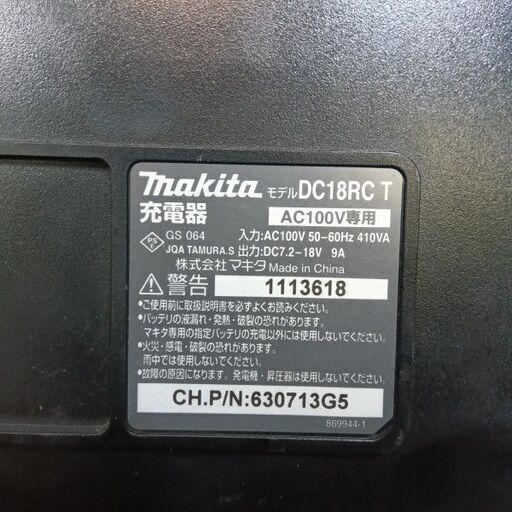 makita モデル DC18RC T
充電器 AC100V専用
PS E GS 064 入力:AC100V 50-60Hz 410VA
JQA TAMURA.S 出力:DC7.2-18V 9A
株式会社マキタ Made in China
警告 1113618
•ご使用前に取扱説明書を必ずよくお読みください。
•バッテリの液漏れ・発熱・破裂の恐れがあります。
マキタ専用の指定バッテリの充電以外には使用しないでください。
•火災・感電・破裂の恐れがあります。
雨中では使用しないでください。
•故障の原因になります。発電機・昇圧器は使用しないでください。
CH.P/N:630713G5
869944-1